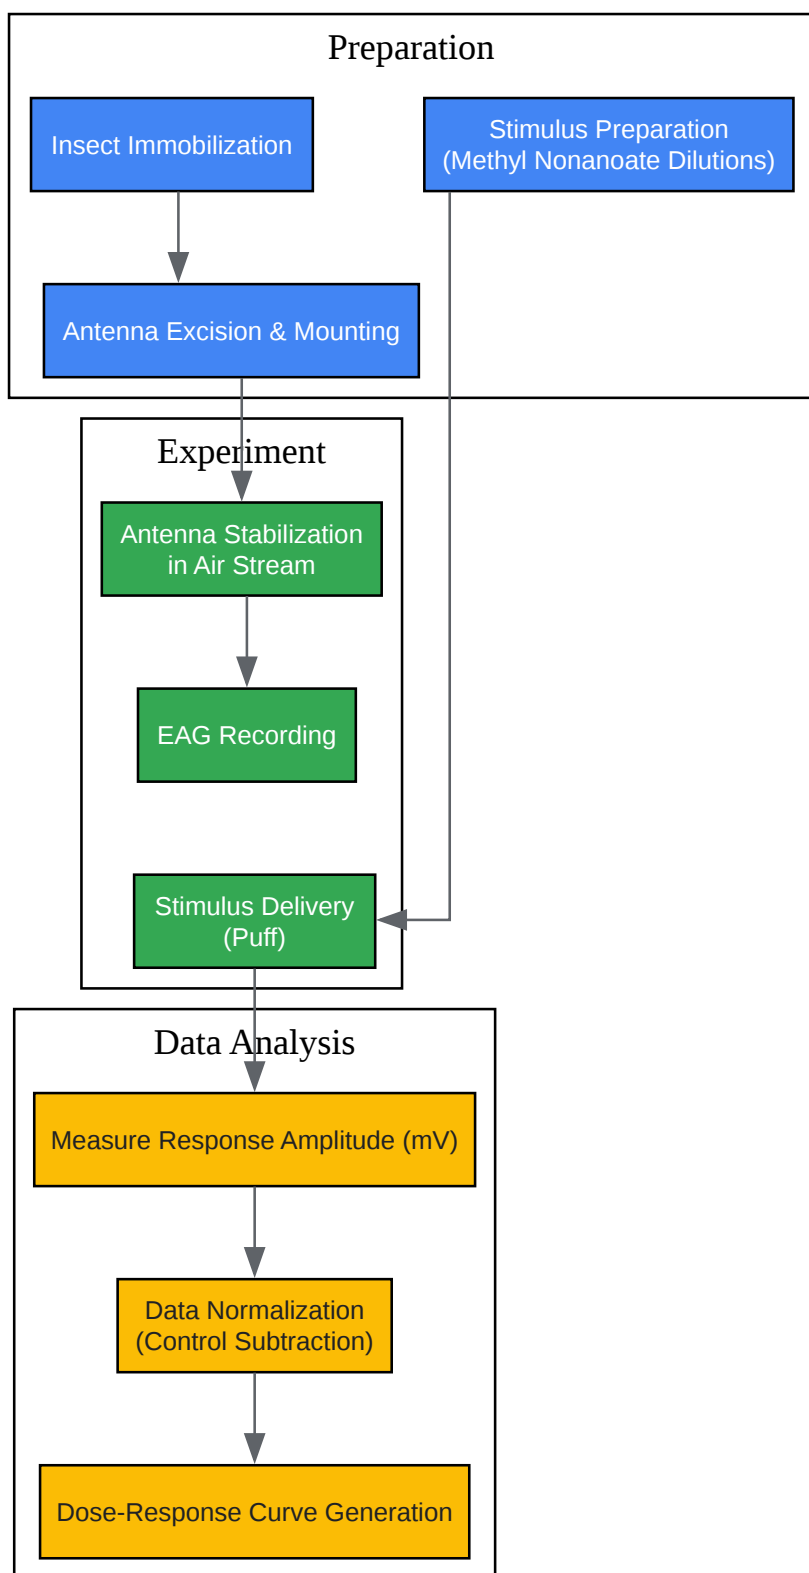 Preparation
Insect Immobilization
Stimulus Preparation
(Methyl Nonanoate Dilutions)
Antenna Excision & Mounting
Experiment
Antenna Stabilization
in Air Stream
EAG Recording
Stimulus Delivery
(Puff)
Data Analysis
Measure Response Amplitude (mV)
Data Normalization
(Control Subtraction)
Dose-Response Curve Generation